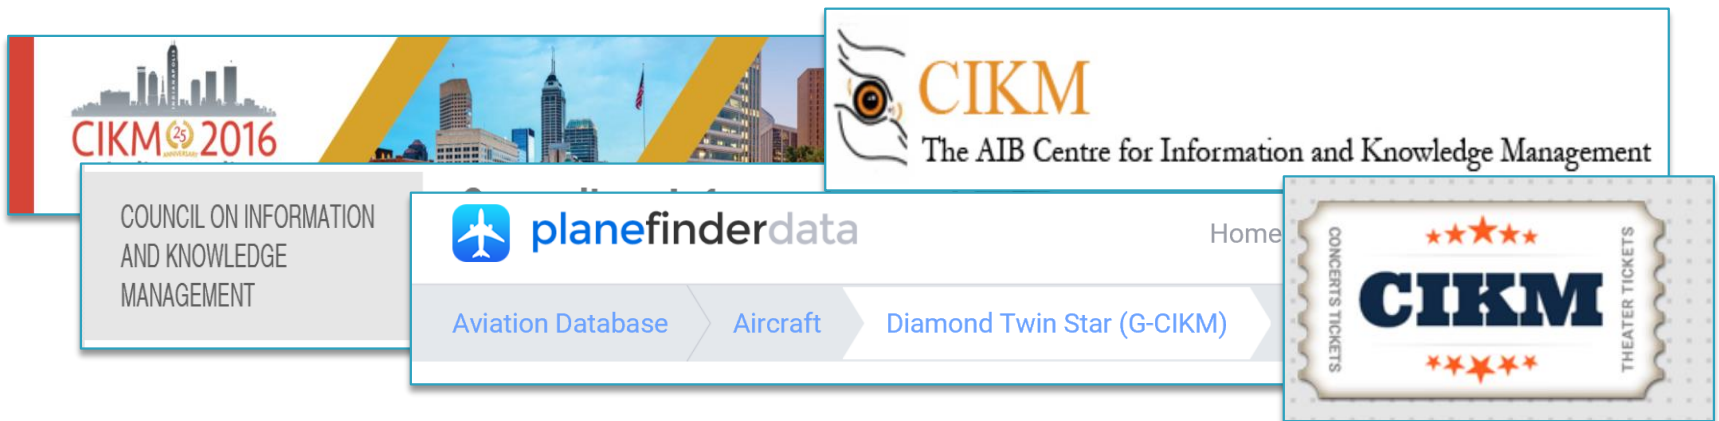 CIKM 25 2016
ANNIVERSARY
CIKM
The AIB Centre for Information and Knowledge Management
COUNCIL ON INFORMATION
AND KNOWLEDGE
MANAGEMENT
planefinderdata
Home
Aviation Database
Aircraft
Diamond Twin Star (G-CIKM)
CONCERTS TICKETS
CIKM
THEATER TICKETS